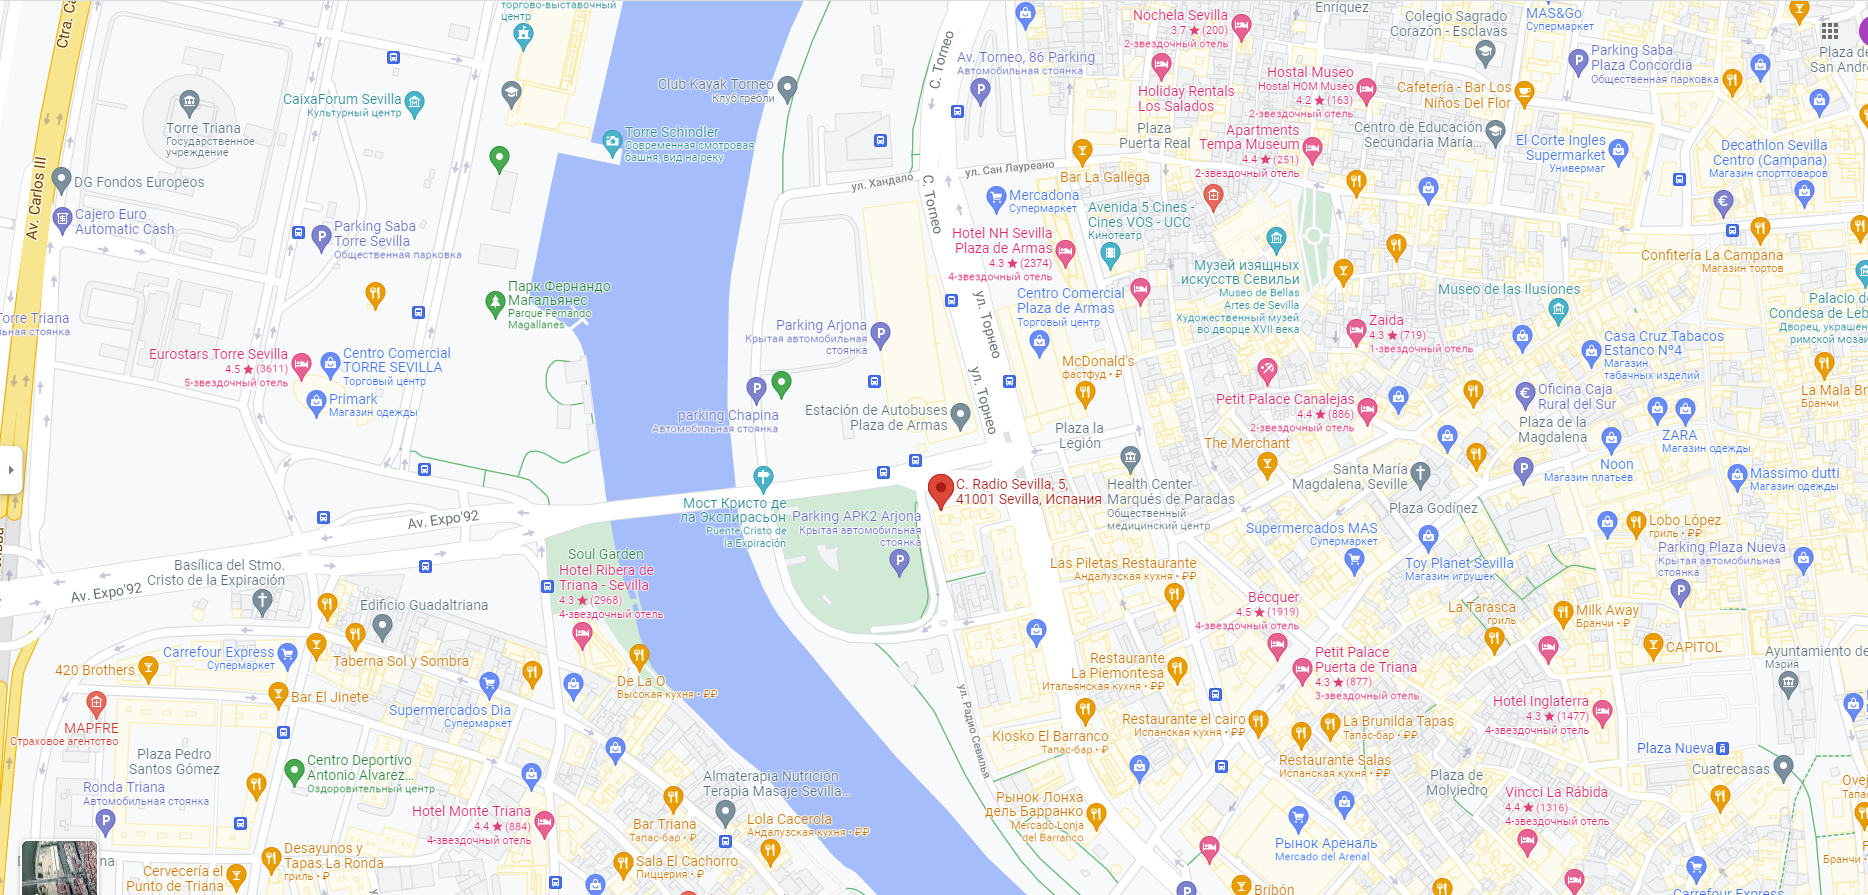 торгово-выставочный
центр
Ctra. Ca
Av. Carlos III
CaixaForum Sevilla
Культурный центр
Torre Triana
Государственное
учреждение
DG Fondos Europeos
Cajero Euro
Automatic Cash
Parking Saba
Torre Sevilla
Общественная парковка
Torre Triana
Eurostars Torre Sevilla
4.5 ★ (3611)
5-звездочный отель
Centro Comercial
TORRE SEVILLA
Торговый центр
Primark
Магазин одежды
Club Kayak Torneo
Клуб гребли
Torre Schindler
Современная смотровая
башня, вид на реку
Парк Фернандо
Магальянес
Parque Fernando
Magallanes
Parking Arjona
Крытая автомобильная
стоянка
parking Chapina
Автомобильная стоянка
Estación de Autobuses
Plaza de Armas
С. Torneo
С. Torneo
ул. Торнео
ул. Торнео
ул. Хандало
ул. Сан Лауреано
Av. Torneo, 86 Parking
Автомобильная стоянка
Nochela Sevilla
3.7 ★ (200)
2-звездочный отель
Holiday Rentals
Los Salados
Plaza
Puerta Real
Bar La Gallega
Mercadona
Супермаркет
Avenida 5 Cines -
Cines VOS - UCC
Кинотеатр
Hotel NH Sevilla
Plaza de Armas
4.3 ★ (2374)
4-звездочный отель
Centro Comercial
Plaza de Armas
Торговый центр
McDonald's
фастфуд • ₽
Plaza la
Legión
Enríquez
Hostal Museo
Hostal HOM Museo
4.2 ★ (163)
2-звездочный отель
Apartments
Tempa Museum
4.4 ★ (251)
2-звездочный отель
Colegio Sagrado
Corazón - Esclavas
MAS&Go
Супермаркет
Parking Saba
Plaza Concordia
Общественная парковка
Plaza de
San André
Cafetería - Bar Los
Niños Del Flor
Centro de Educación
Secundaria María...
El Corte Ingles
Supermarket
Универмаг
Decathlon Sevilla
Centro (Campana)
Магазин спорттоваров
Confitería La Campana
Магазин тортов
Музей изящных
искусств Севильи
Museo de Bellas
Artes de Sevilla
Художественный музей
во дворце XVII века
Museo de las Ilusiones
Palacio de
Condesa de Leb
Дворец, украшен
римской моза
Zaida
4.3 ★ (719)
1-звездочный отель
Casa Cruz Tabacos
Estanco Nº4
Магазин
табачных изделий
Petit Palace Canalejas
4.4 ★ (886)
2-звездочный отель
Oficina Caja
Rural del Sur
La Mala Br
Бранчи
Plaza de la
Magdalena
ZARA
Магазин одежды
The Merchant
Santa María
Magdalena, Seville
Noon
Магазин платьев
Massimo dutti
Магазин одежды
Plaza Godínez
C. Radio Sevilla, 5,
41001 Sevilla, Испания
Health Center
Marqués de Paradas
Общественный
медицинский центр
Supermercados MAS
Супермаркет
Lobo López
гриль • ₽₽
Parking Plaza Nueva
Крытая автомобильная
стоянка
Toy Planet Sevilla
Магазин игрушек
Мост Кристо де
ла Экспирасьон
Puente Cristo de
la Expiración
Parking APK2 Arjona
Крытая автомобильная
стоянка
Av. Expo'92
Av. Expo'92
Basílica del Stmo.
Cristo de la Expiración
Soul Garden
Hotel Ribera de
Triana - Sevilla
4.3 ★ (2968)
4-звездочный отель
Edificio Guadaltriana
Las Piletas Restaurante
Андалузская кухня • ₽₽
Bécquer
4.5 ★ (1919)
4-звездочный отель
La Tarasca
гриль
Milk Away
Бранчи • ₽
CAPITOL
Ayuntamiento de
Мэрия
Carrefour Express
Супермаркет
420 Brothers
Taberna Sol y Sombra
Bar El Jinete
De La O
Высокая кухня • ₽₽
Supermercados Dia
Супермаркет
MAPFRE
Страховое агентство
Restaurante
La Piemontesa
Итальянская кухня • ₽₽
Petit Palace
Puerta de Triana
4.3 ★ (877)
3-звездочный отель
Hotel Inglaterra
4.3 ★ (1477)
4-звездочный отель
Restaurante el cairo
Испанская кухня • ₽₽
La Brunilda Tapas
Тапас-бар • ₽₽
Kiosko El Barranco
Тапас-бар • ₽
ул. Радио Севилья
Restaurante Salas
Испанская кухня • ₽₽
Plaza Nueva
Cuatrecasas
Plaza Pedro
Santos Gómez
Centro Deportivo
Antonio Alvarez...
Оздоровительный центр
Ronda Triana
Автомобильная стоянка
Almaterapia Nutrición
Terapia Masaje Sevilla...
Plaza de
Molviedro
Hotel Monte Triana
4.4 ★ (884)
4-звездочный отель
Bar Triana
Тапас-бар • ₽
Lola Cacerola
Андалузская кухня • ₽₽
Рынок Лонха
дель Барранко
Mercado Lonja
del Barranco
Vincci La Rábida
4.4 ★ (1316)
4-звездочный отель
Рынок Ареналь
Mercado del Arenal
Desayunos y
Tapas La Ronda
гриль • ₽
Sala El Cachorro
Пиццерия • ₽
Cervecería el
Punto de Triana
Bribón
Carrefour Express